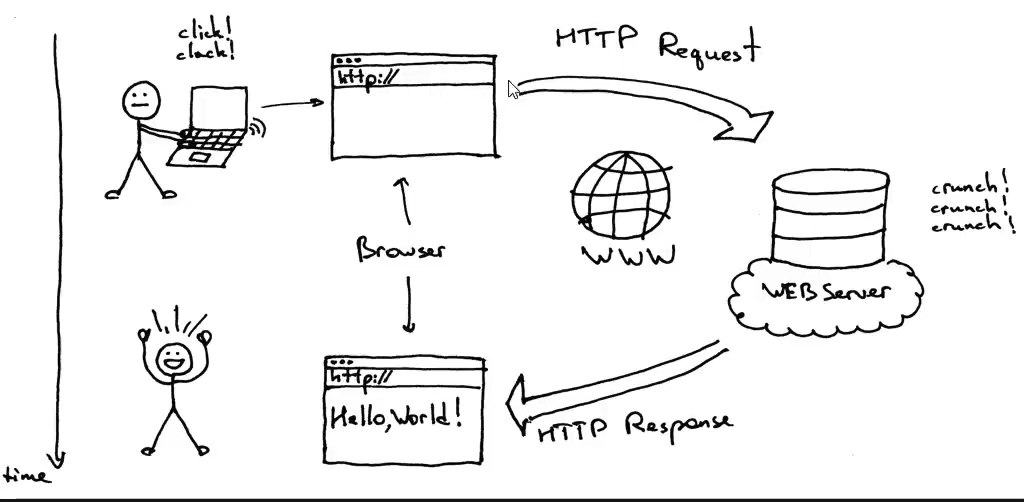 click!
clack!
HTTP Request
http://
crunch!
crunch!
crunch!
WWW
Browser
WEB Server
http://
Hello, World!
HTTP Response
time